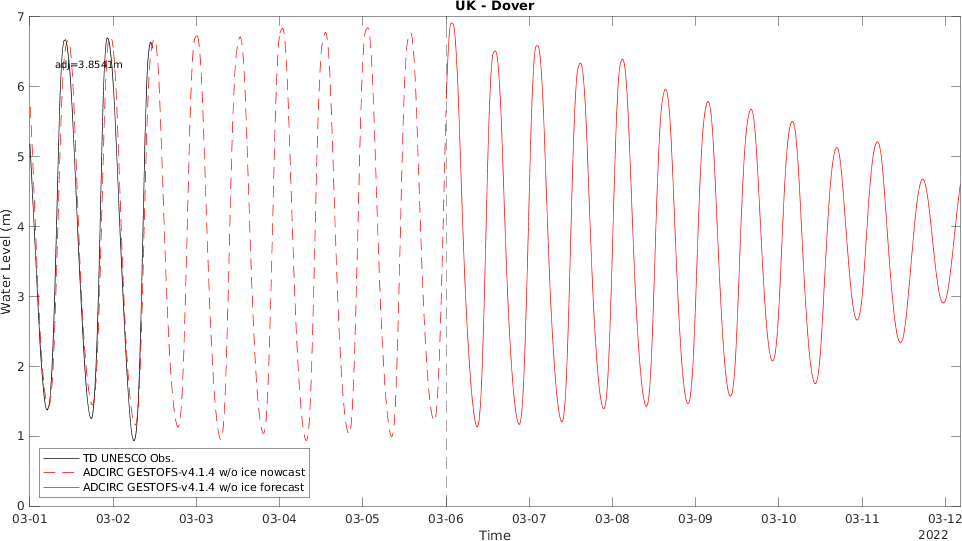 UK - Dover
7
6
5
4
3
2
1
0
Water Level (m)
adj=3.8541m
TD UNESCO Obs.
ADCIRC GESTOFS-v4.1.4 w/o ice nowcast
ADCIRC GESTOFS-v4.1.4 w/o ice forecast
03-01 03-02 03-03 03-04 03-05 03-06 03-07 03-08 03-09 03-10 03-11 03-12
Time
2022